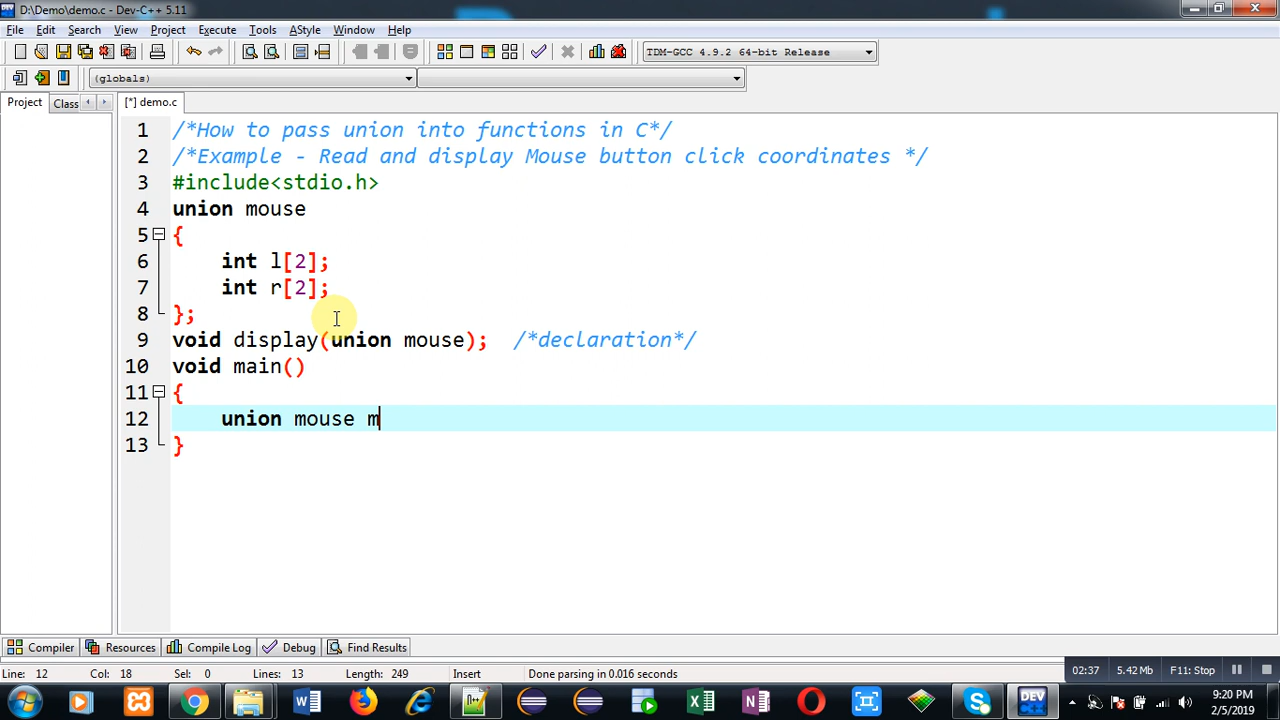 D:\Demo\demo.c - Dev-C++ 5.11
File Edit Search View Project Execute Tools AStyle Window Help
TDM-GCC 4.9.2 64-bit Release
(globals)
Project Class [*] demo.c
1 /*How to pass union into functions in C*/
2 /*Example - Read and display Mouse button click coordinates */
3 #include<stdio.h>
4 union mouse
5 {
6 int l[2];
7 int r[2];
8 };
9 void display(union mouse); /*declaration*/
10 void main()
11 {
12 union mouse m
13 }
Compiler Resources Compile Log Debug Find Results
Line: 12 Col: 18 Sel: 0 Lines: 13 Length: 249 Insert Done parsing in 0.016 seconds 02:37 5.42 Mb F11: Stop
9:20 PM
2/5/2019